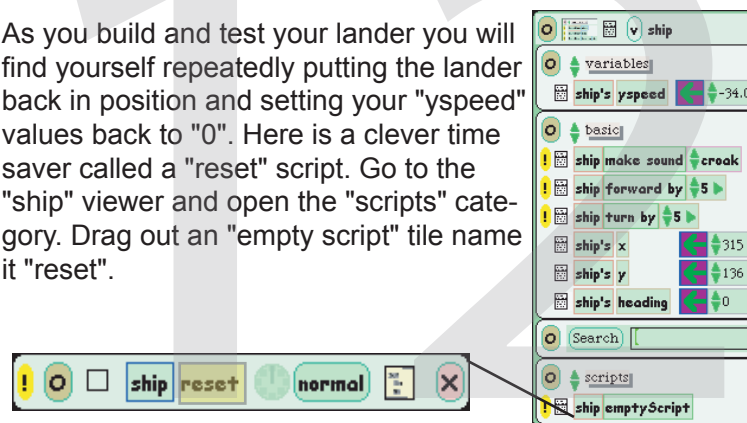 As you build and test your lander you will
find yourself repeatedly putting the lander
back in position and setting your "yspeed"
values back to "0". Here is a clever time
saver called a "reset" script. Go to the
"ship" viewer and open the "scripts" cate-
gory. Drag out an "empty script" tile name
it "reset".
! O ship reset normal X
O v ship
O variables
ship's yspeed -34.0
O basic
! ship make sound croak
! ship forward by 5
! ship turn by 5
ship's x 315
ship's y 136
ship's heading 0
O (Search)
O scripts
! ship emptyScript
12